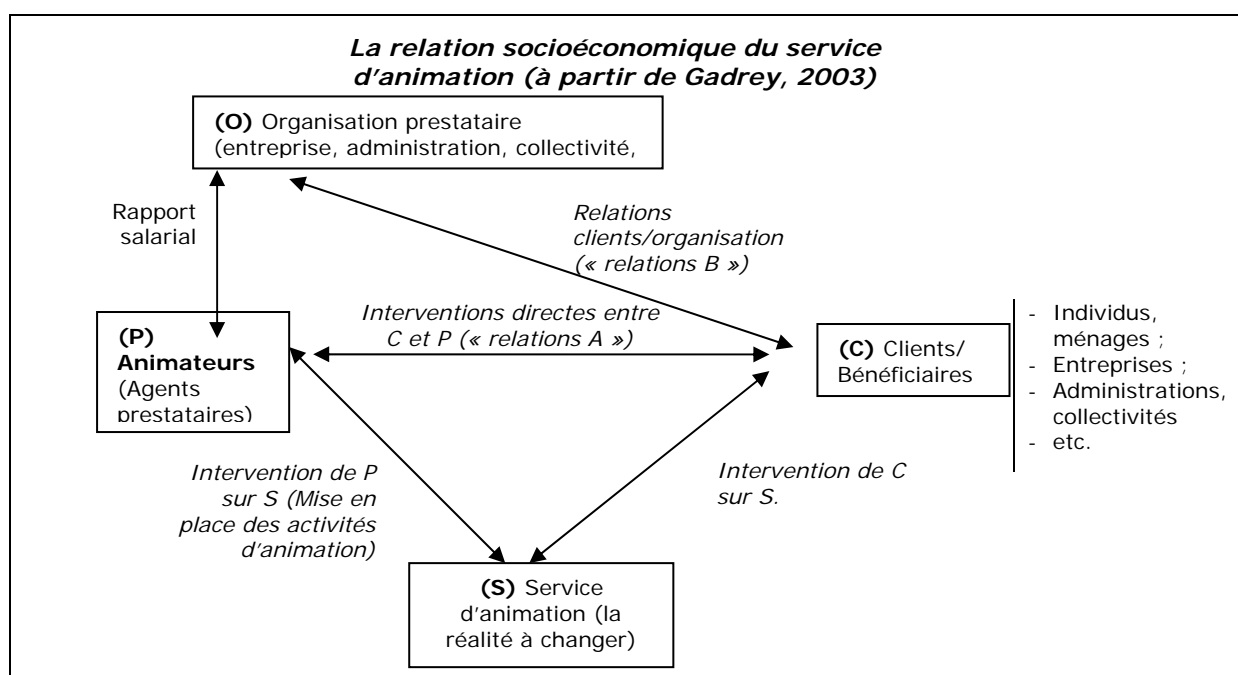 La relation socioéconomique du service
d'animation (à partir de Gadrey, 2003)
(O) Organisation prestataire
(entreprise, administration, collectivité,
Rapport
salarial
Relations
clients/organisation
(« relations B »)
Interventions directes entre
C et P (« relations A »)
(P)
Animateurs
(Agents
prestataires)
(C) Clients/
Bénéficiaires
- Individus,
ménages ;
- Entreprises ;
- Administrations,
collectivités
- etc.
Intervention de P
sur S (Mise en
place des activités
d'animation)
Intervention de C
sur S.
(S) Service
d'animation (la
réalité à changer)